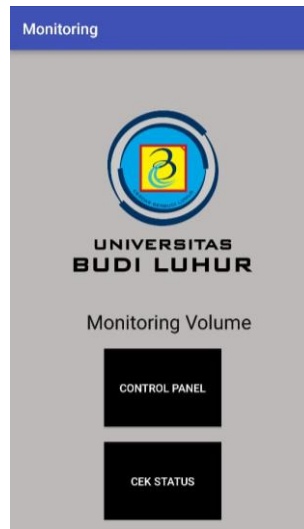 Monitoring
UNIVERSITAS
BUDI LUHUR
Monitoring Volume
CONTROL PANEL
CEK STATUS